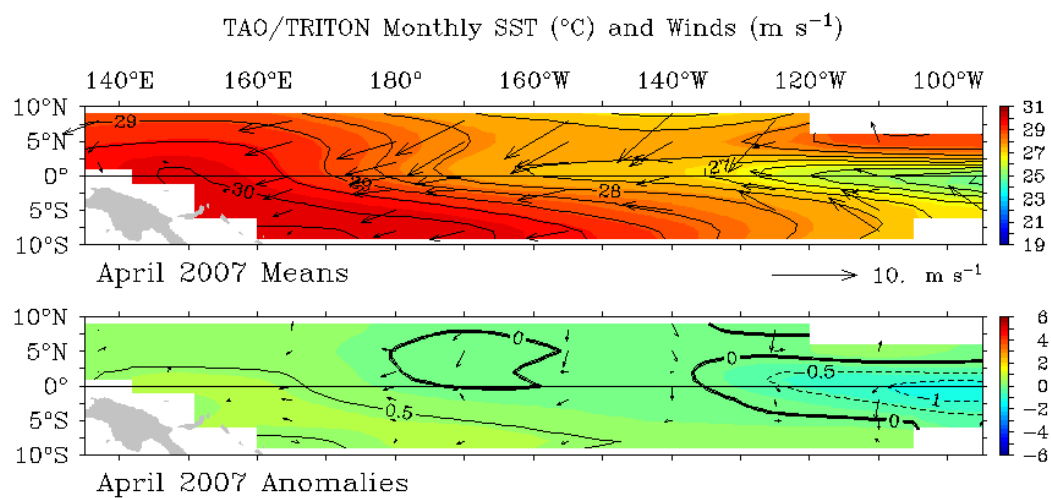 TAO/TRITON Monthly SST (°C) and Winds (m s⁻¹)
140°E 160°E 180° 160°W 140°W 120°W 100°W
10°N
5°N
0°
5°S
10°S
29
30
29
28
27
31
29
27
25
23
21
19
April 2007 Means
10. m s⁻¹
10°N
5°N
0°
5°S
10°S
0
0
0
0.5
0.5
1
0
6
4
2
0
-2
-4
-6
April 2007 Anomalies